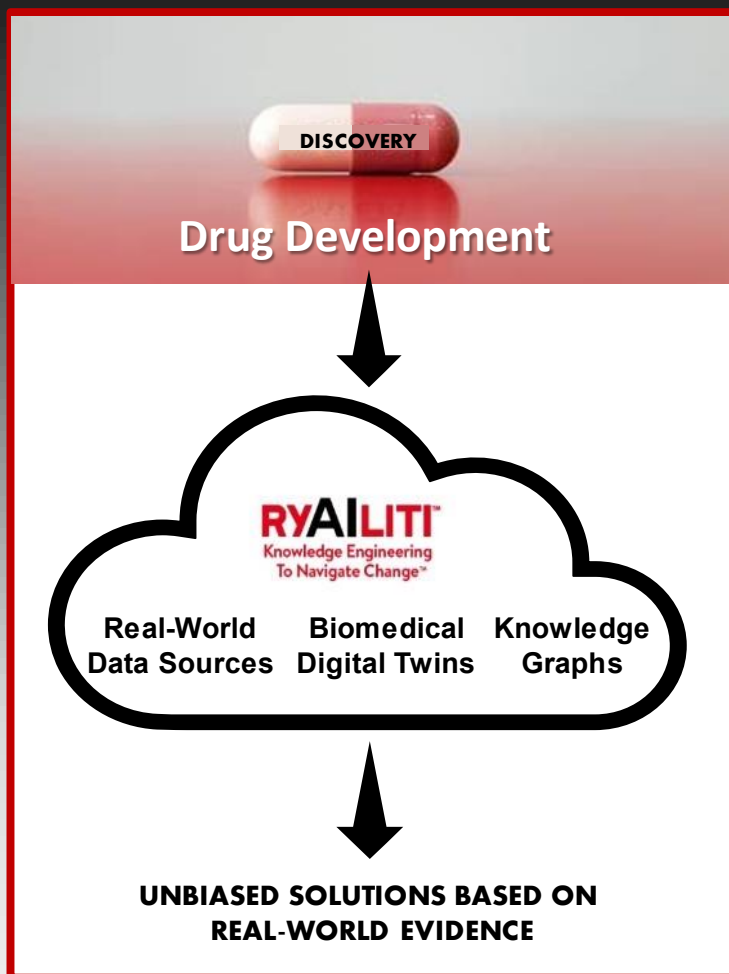 DISCOVERY
Drug Development
RYAILITI™
Knowledge Engineering
To Navigate Change™
Real-World
Data Sources
Biomedical
Digital Twins
Knowledge
Graphs
UNBIASED SOLUTIONS BASED ON
REAL-WORLD EVIDENCE